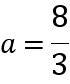 a = 8/3